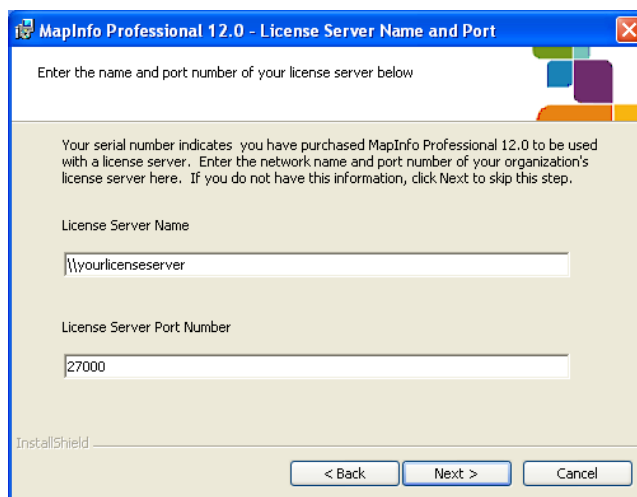 MapInfo Professional 12.0 - License Server Name and Port
Enter the name and port number of your license server below
Your serial number indicates  you have purchased MapInfo Professional 12.0 to be used
with a license server.  Enter the network name and port number of your organization's
license server here.  If you do not have this information, click Next to skip this step.
License Server Name
\\yourlicenseserver
License Server Port Number
27000
InstallShield
< Back
Next >
Cancel